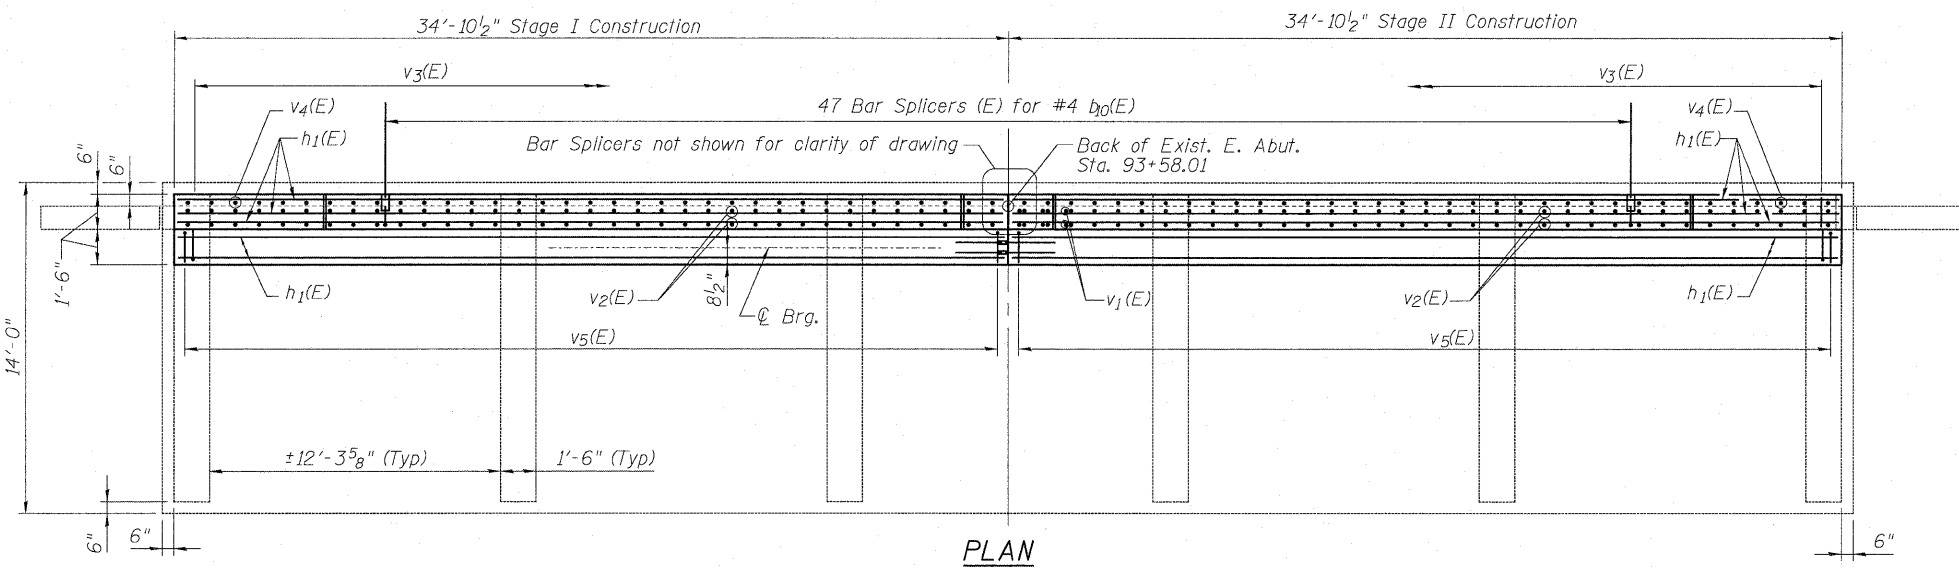 34'-10½" Stage I Construction
34'-10½" Stage II Construction
v3(E)
v3(E)
v4(E)
47 Bar Splicers (E) for #4 b10(E)
v4(E)
h1(E)
Bar Splicers not shown for clarity of drawing
Back of Exist. E. Abut.
Sta. 93+58.01
h1(E)
6"
6"
1'-6"
h1(E)
v2(E)
8½"
℄ Brg.
v1(E)
v2(E)
h1(E)
v5(E)
v5(E)
14'-0"
±12'-3⅝" (Typ)
1'-6" (Typ)
6"
6"
6"
PLAN